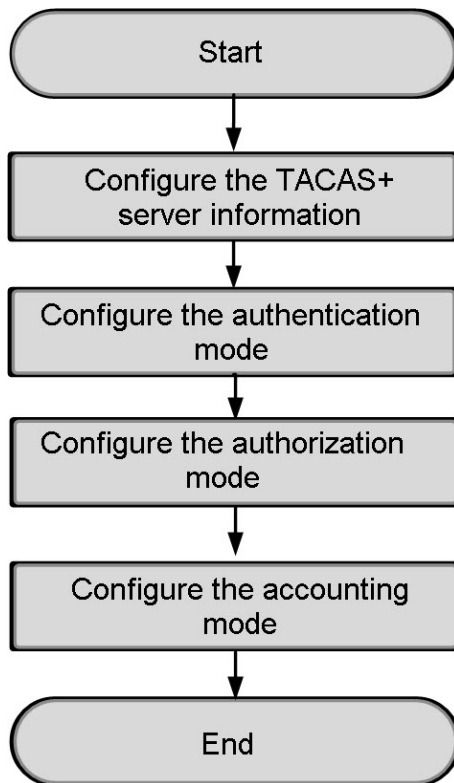 Start
Configure the TACAS+
server information
Configure the authentication
mode
Configure the authorization
mode
Configure the accounting
mode
End